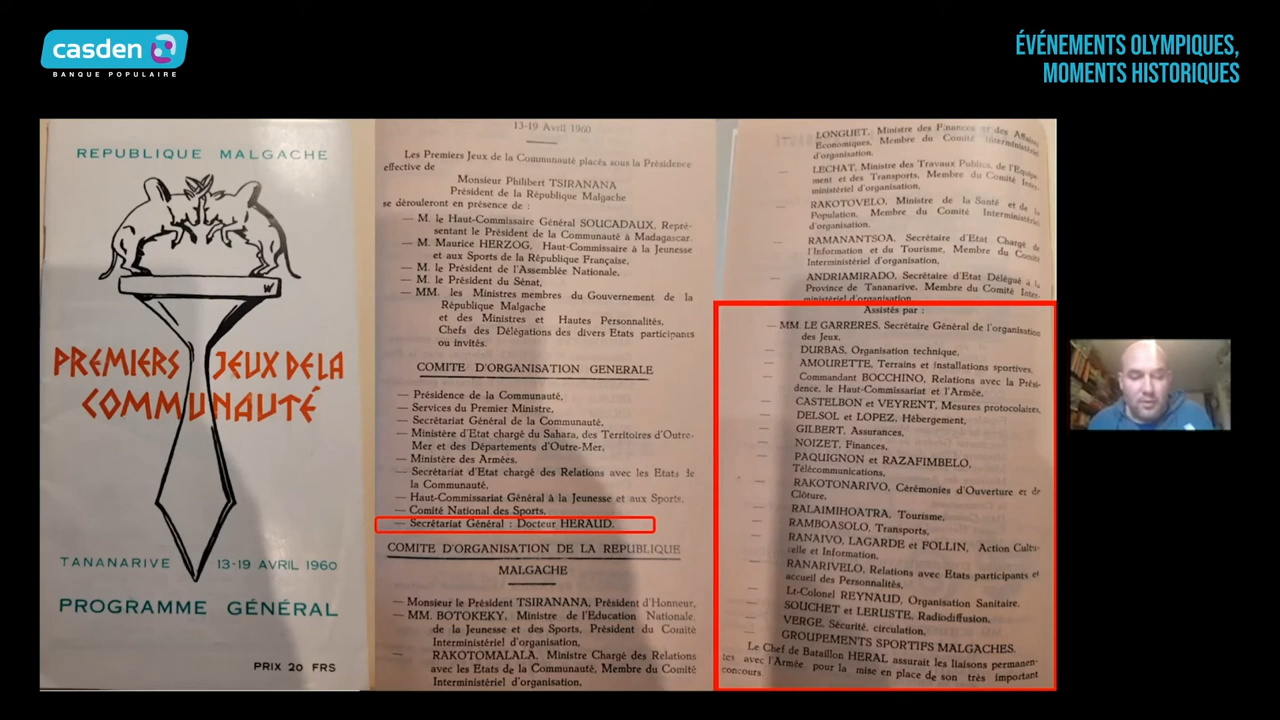 casden
BANQUE POPULAIRE
ÉVÉNEMENTS OLYMPIQUES,
MOMENTS HISTORIQUES
REPUBLIQUE MALGACHE
W
PREMIERS JEUX DE LA
COMMUNAUTÉ
TANANARIVE 13-19 AVRIL 1960
PROGRAMME GÉNÉRAL
PRIX 20 FRS
13-19 Avril 1960
Les Premiers Jeux de la Communauté placés sous la Présidence
effective de
Monsieur Philibert TSIRANANA
Président de la République Malgache
se dérouleront en présence de :
— M. le Haut-Commissaire Général SOUCADAUX, Repré-
sentant le Président de la Communauté à Madagascar.
— M. Maurice HERZOG, Haut-Commissaire à la Jeunesse
et aux Sports de la République Française,
— M. le Président de l'Assemblée Nationale,
— M. le Président du Sénat,
— MM. les Ministres membres du Gouvernement de la
République Malgache
et des Ministres et Hautes Personnalités,
Chefs des Délégations des divers Etats participants
ou invités.
COMITE D'ORGANISATION GENERALE
— Présidence de la Communauté,
— Services du Premier Ministre,
— Secrétariat Général de la Communauté,
— Ministère d'Etat chargé du Sahara, des Territoires d'Outre-
Mer et des Départements d'Outre-Mer,
— Ministère des Armées.
— Secrétariat d'Etat chargé des Relations avec les Etats de
la Communauté,
— Haut-Commissariat Général à la Jeunesse et aux Sports,
— Comité National des Sports,
— Secrétariat Général : Docteur HERAUD.
COMITE D'ORGANISATION DE LA REPUBLIQUE
MALGACHE
— Monsieur le Président TSIRANANA, Président d'Honneur,
— MM. BOTOKEKY, Ministre de l'Education Nationale,
de la Jeunesse et des Sports, Président du Comité
Interministériel d'organisation,
— RAKOTOMALALA, Ministre Chargé des Relations
avec les Etats de la Communauté, Membre du Comité
Interministériel d'organisation,
LONGUET, Ministre des Finances et des Affaires
Economiques, Membre du Comité Interministériel
d'organisation.
— LECHAT, Ministre des Travaux Publics, de l'Equipe-
ment et des Transports, Membre du Comité Inter-
ministériel d'organisation,
— RAKOTOVELO, Ministre de la Santé et de la
Population, Membre du Comité Interministériel
d'organisation,
— RAMANANTSOA, Secrétaire d'Etat Chargé de
l'Information et du Tourisme, Membre du Comité
Interministériel d'organisation,
— ANDRIAMIRADO, Secrétaire d'Etat Délégué à la
Province de Tananarive, Membre du Comité Inter-
ministériel d'organisation,
Assistés par :
— MM. LE GARRERES, Secrétaire Général de l'organisation
des Jeux,
— DURBAS, Organisation technique,
— AMOURETTE, Terrains et installations sportives,
— Commandant BOCCHINO, Relations avec la Prési-
dence, le Haut-Commissariat et l'Armée,
— CASTELBON et VEYRENT, Mesures protocolaires,
— DELSOL et LOPEZ, Hébergement,
— GILBERT, Assurances,
— NOIZET, Finances,
— PAQUIGNON et RAZAFIMBELO,
Télécommunications,
— RAKOTONARIVO, Cérémonies d'Ouverture et de
Clôture,
— RALAIMIHOATRA, Tourisme,
— RAMBOASOLO, Transports,
— RANAIVO, LAGARDE et FOLLIN, Action Cultu-
relle et Information,
— RANARIVELO, Relations avec Etats participants et
accueil des Personnalités,
— Lt-Colonel REYNAUD, Organisation Sanitaire,
— SOUCHET et LERUSTE, Radiodiffusion,
— VERGE, Sécurité, circulation,
— GROUPEMENTS SPORTIFS MALGACHES.
Le Chef de Bataillon HERAL assurait les liaisons permanen-
tes avec l'Armée pour la mise en place de son très important
concours.